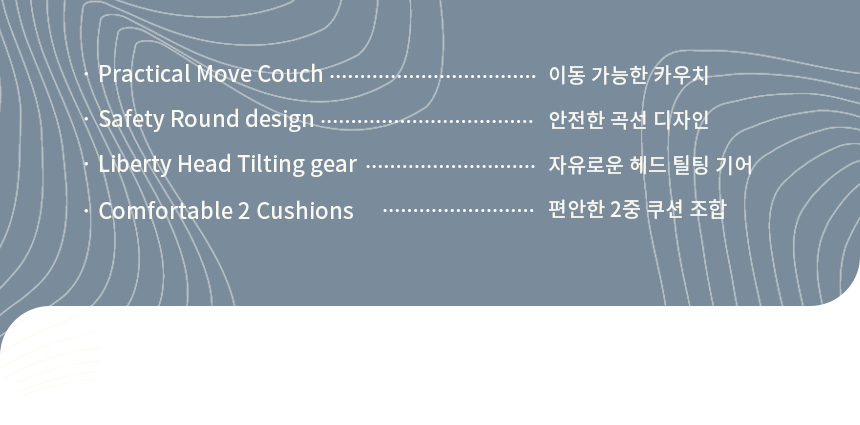 · Practical Move Couch ································· 이동 가능한 카우치
· Safety Round design ································· 안전한 곡선 디자인
· Liberty Head Tilting gear ····························· 자유로운 헤드 틸팅 기어
· Comfortable 2 Cushions ························· 편안한 2중 쿠션 조합